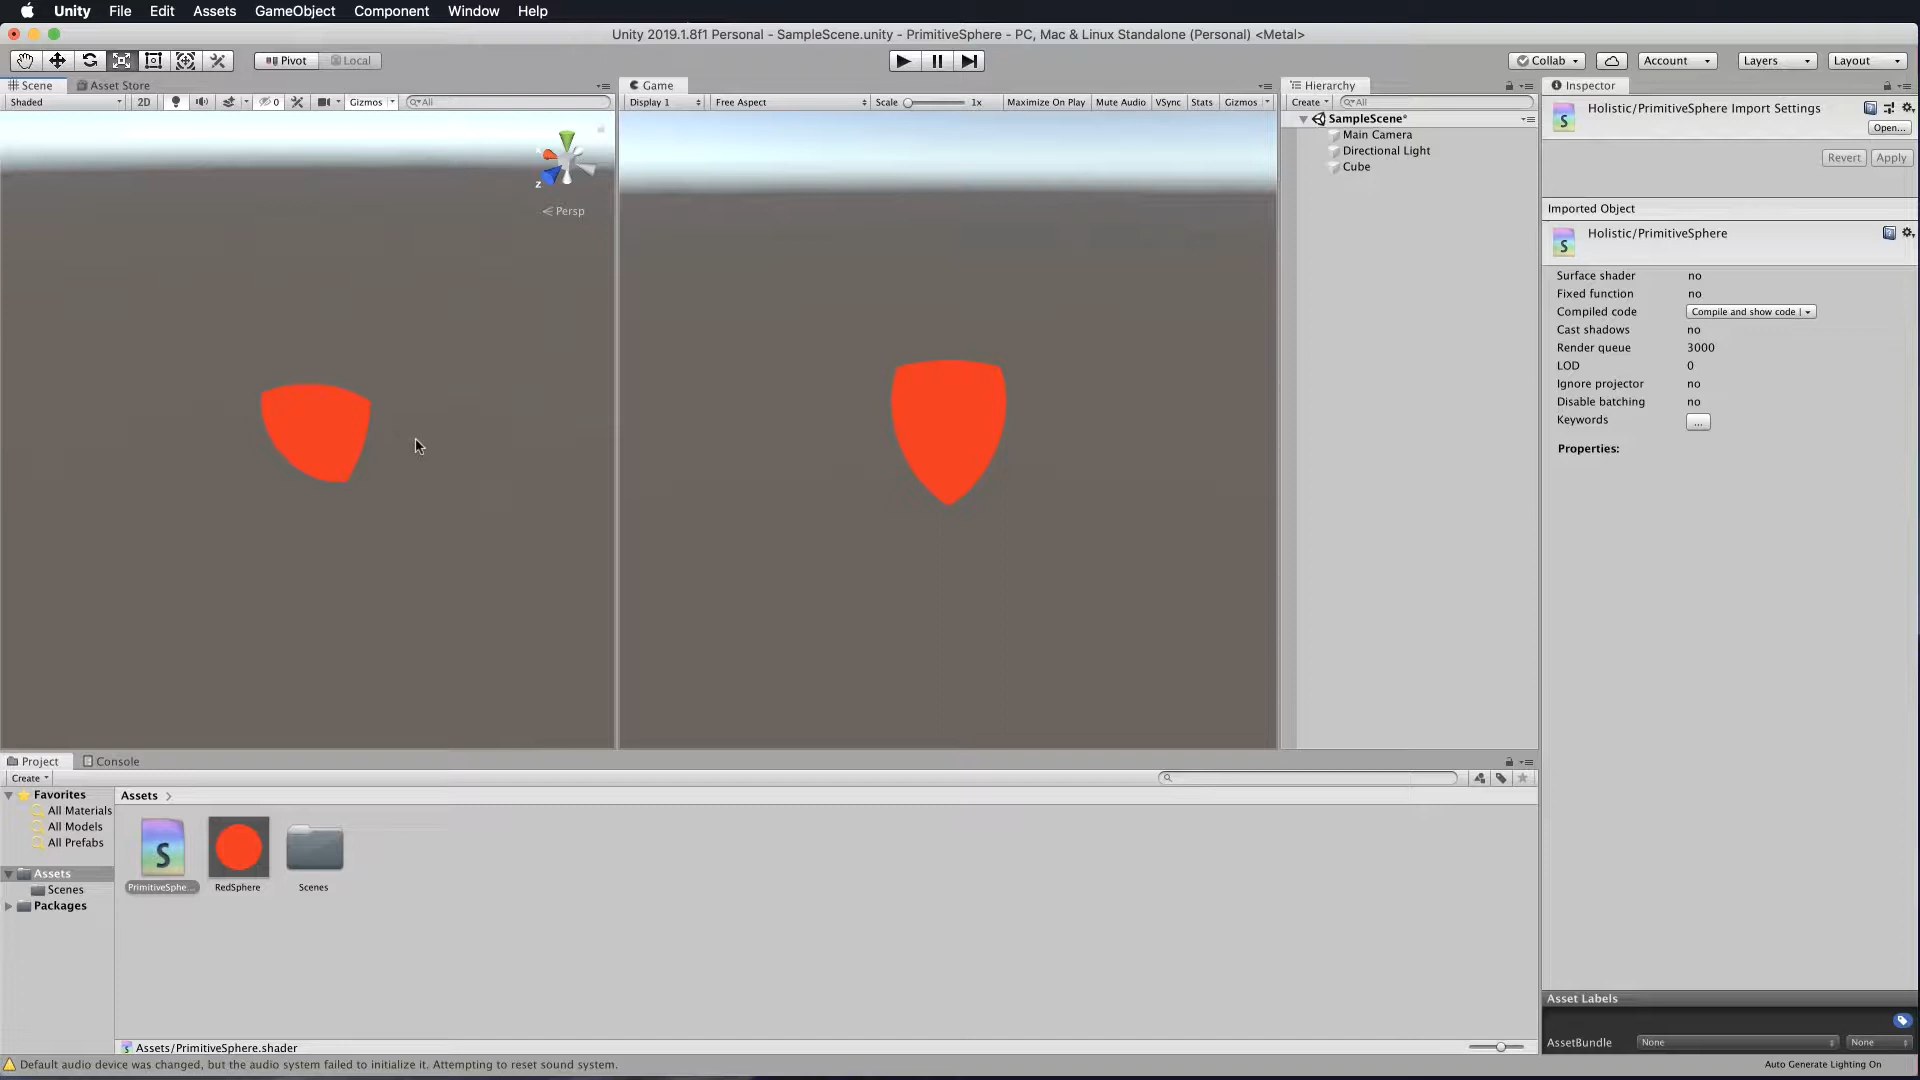 Unity File Edit Assets GameObject Component Window Help
Unity 2019.1.8f1 Personal - SampleScene.unity - PrimitiveSphere - PC, Mac & Linux Standalone (Personal) <Metal>
Pivot Local
Collab Account Layers Layout
Scene Asset Store
Shaded 2D 0 Gizmos All
z
Persp
Game
Display 1 Free Aspect Scale 1x Maximize On Play Mute Audio VSync Stats Gizmos
Hierarchy
Create All
SampleScene*
Main Camera
Directional Light
Cube
Inspector
S
Holistic/PrimitiveSphere Import Settings
Open...
Revert Apply
Imported Object
S
Holistic/PrimitiveSphere
Surface shader no
Fixed function no
Compiled code Compile and show code |
Cast shadows no
Render queue 3000
LOD 0
Ignore projector no
Disable batching no
Keywords ...
Properties:
Project Console
Create
Favorites
All Materials
All Models
All Prefabs
Assets
Scenes
Packages
Assets
S
PrimitiveSphe... RedSphere Scenes
Assets/PrimitiveSphere.shader
Asset Labels
AssetBundle None None
Default audio device was changed, but the audio system failed to initialize it. Attempting to reset sound system.
Auto Generate Lighting On